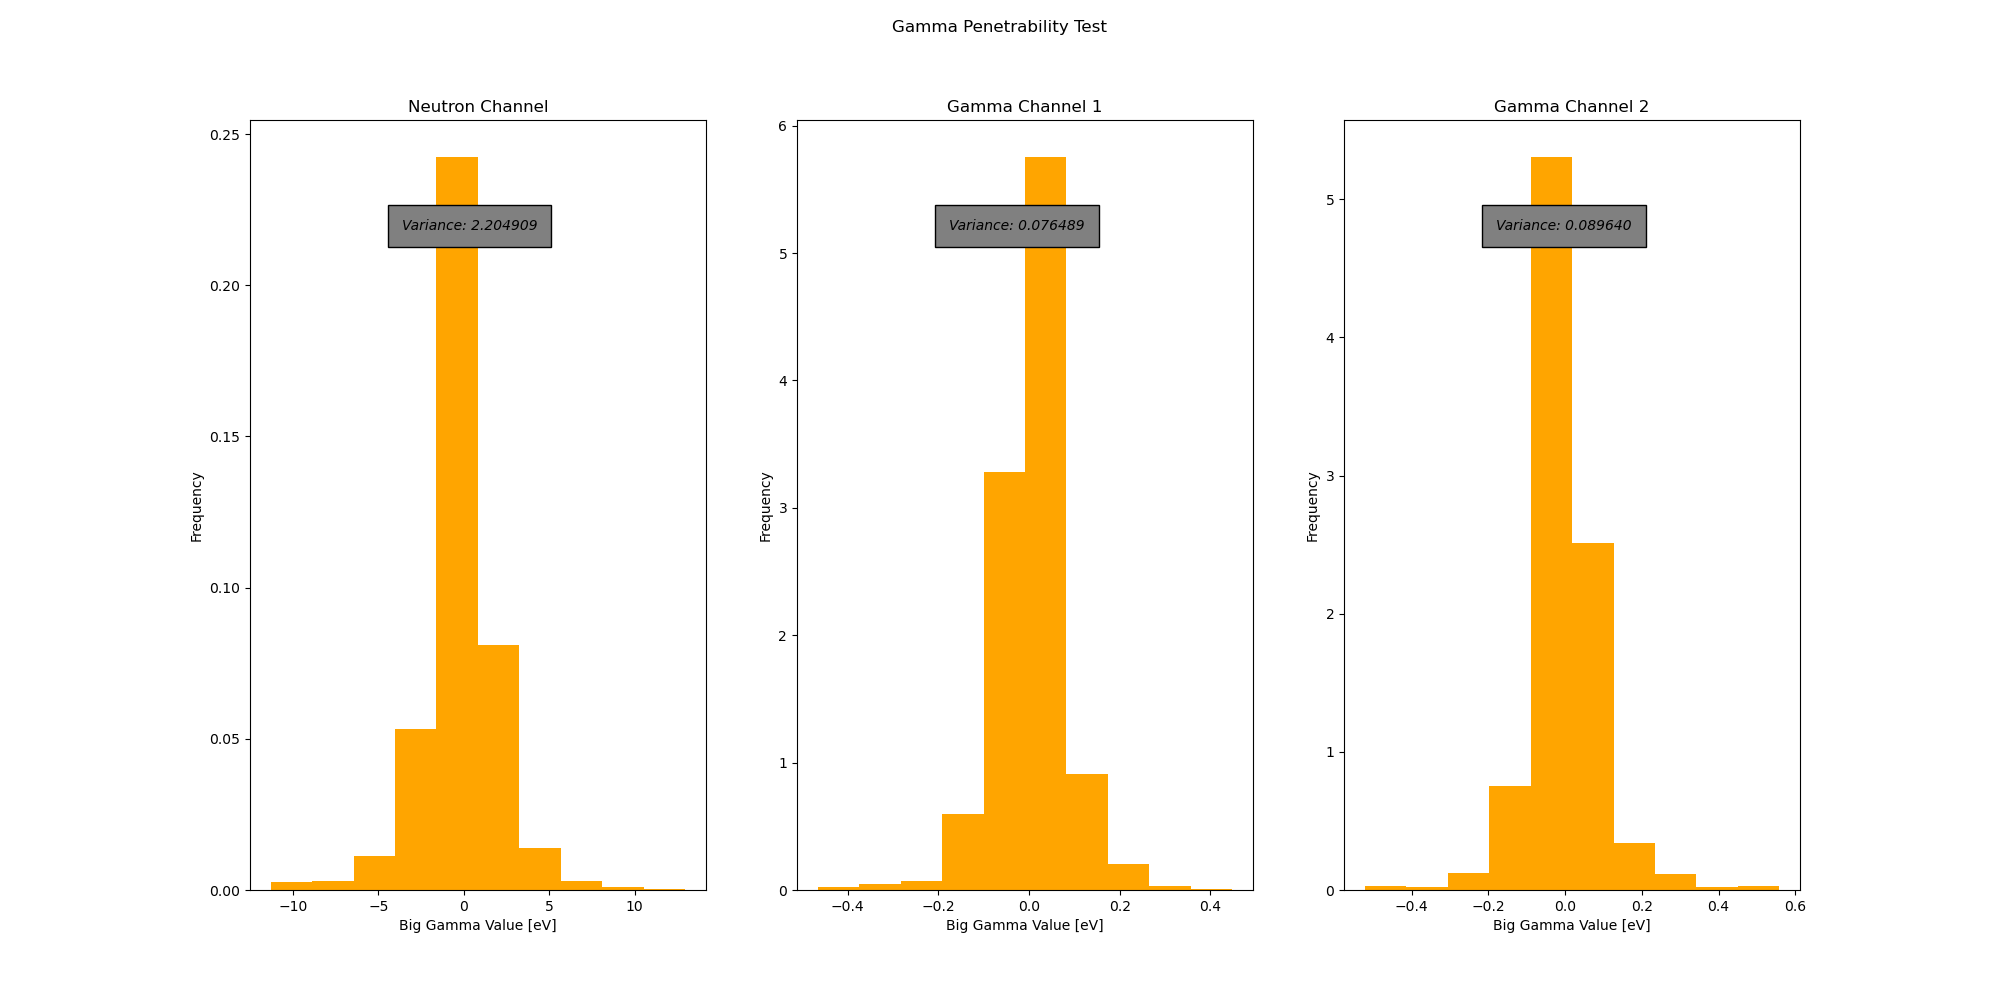 Gamma Penetrability Test
Neutron Channel
0.25
0.20
0.15
0.10
0.05
0.00
Frequency
Variance: 2.204909
−10
−5
0
5
10
Big Gamma Value [eV]
Gamma Channel 1
6
5
4
3
2
1
0
Frequency
Variance: 0.076489
−0.4
−0.2
0.0
0.2
0.4
Big Gamma Value [eV]
Gamma Channel 2
5
4
3
2
1
0
Frequency
Variance: 0.089640
−0.4
−0.2
0.0
0.2
0.4
0.6
Big Gamma Value [eV]